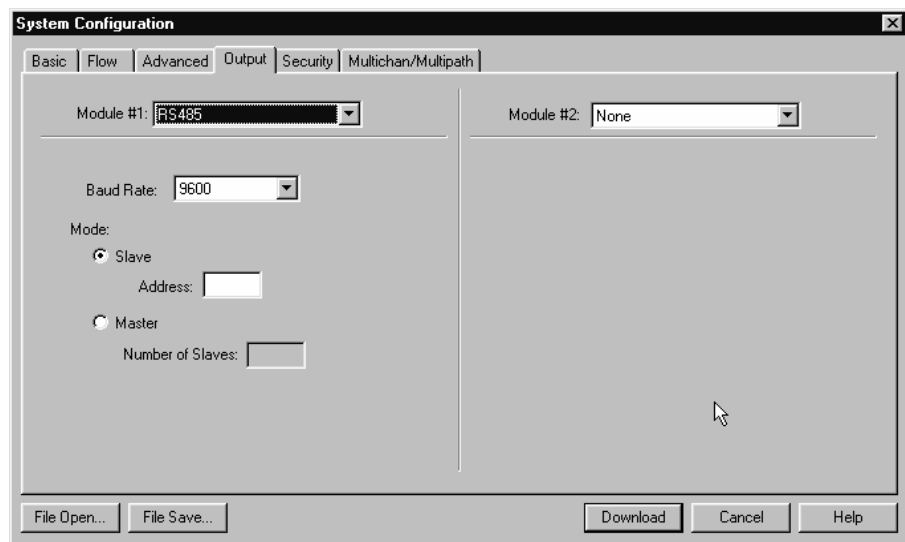 System Configuration
Basic Flow Advanced Output Security Multichan/Multipath
Module #1: RS485
Module #2: None
Baud Rate: 9600
Mode:
Slave
Address:
Master
Number of Slaves:
File Open... File Save... Download Cancel Help